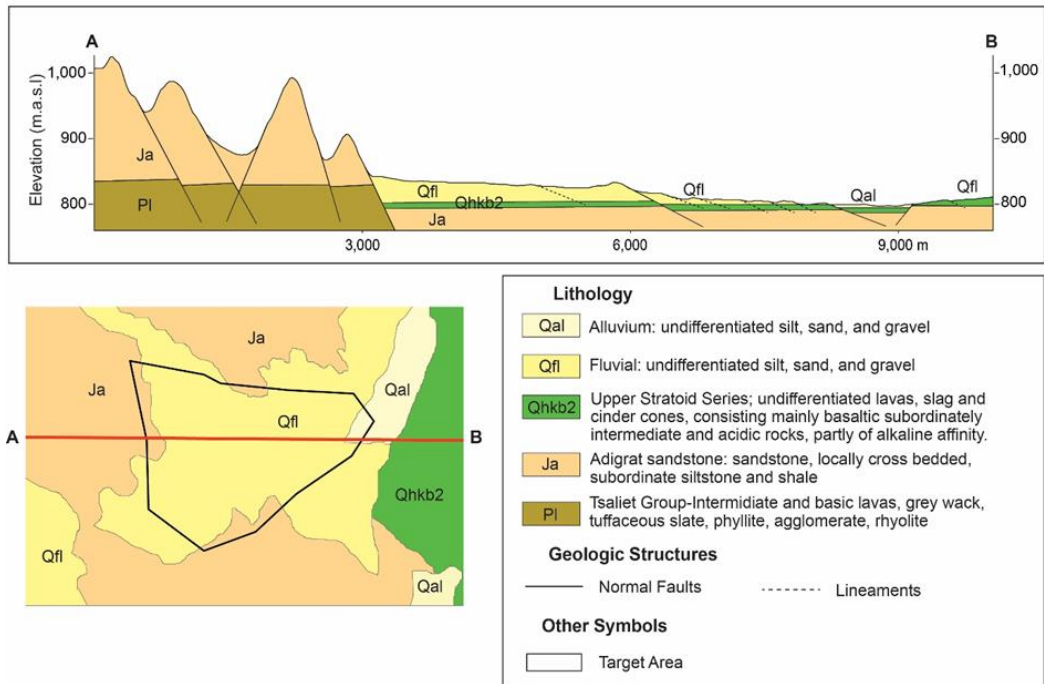 A
B
Elevation (m.a.s.l)
1,000
900
800
1,000
900
800
Ja
Pl
Qfl
Qhkb2
Ja
Qfl
Qal
Qfl
3,000
6,000
9,000 m
Ja
Ja
Qal
Qfl
A
B
Qhkb2
Qfl
Qal
Lithology
Qal
Alluvium: undifferentiated silt, sand, and gravel
Qfl
Fluvial: undifferentiated silt, sand, and gravel
Qhkb2
Upper Stratoid Series; undifferentiated lavas, slag and
cinder cones, consisting mainly basaltic subordinately
intermediate and acidic rocks, partly of alkaline affinity.
Ja
Adigrat sandstone: sandstone, locally cross bedded,
subordinate siltstone and shale
Pl
Tsaliet Group-Intermidiate and basic lavas, grey wack,
tuffaceous slate, phyllite, agglomerate, rhyolite
Geologic Structures
Normal Faults
Lineaments
Other Symbols
Target Area